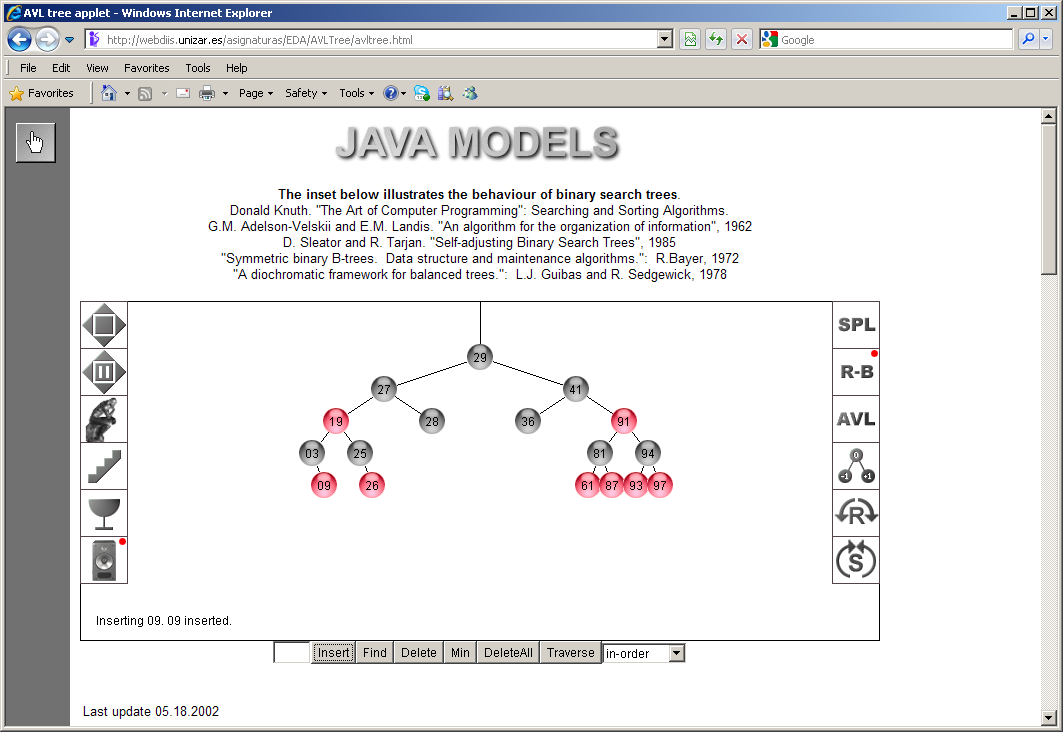 AVL tree applet - Windows Internet Explorer
http://webdiis.unizar.es/asignaturas/EDA/AVLTree/avltree.html
Google
File Edit View Favorites Tools Help
Favorites Page Safety Tools
JAVA MODELS
The inset below illustrates the behaviour of binary search trees.
Donald Knuth. "The Art of Computer Programming": Searching and Sorting Algorithms.
G.M. Adelson-Velskii and E.M. Landis. "An algorithm for the organization of information", 1962
D. Sleator and R. Tarjan. "Self-adjusting Binary Search Trees", 1985
"Symmetric binary B-trees. Data structure and maintenance algorithms.": R.Bayer, 1972
"A diochromatic framework for balanced trees.": L.J. Guibas and R. Sedgewick, 1978
SPL
R-B
AVL
0
-1 +1
R
S
29
27 41
19 28 36 91
03 25 81 94
09 26 61 87 93 97
Inserting 09. 09 inserted.
Insert Find Delete Min DeleteAll Traverse in-order
Last update 05.18.2002